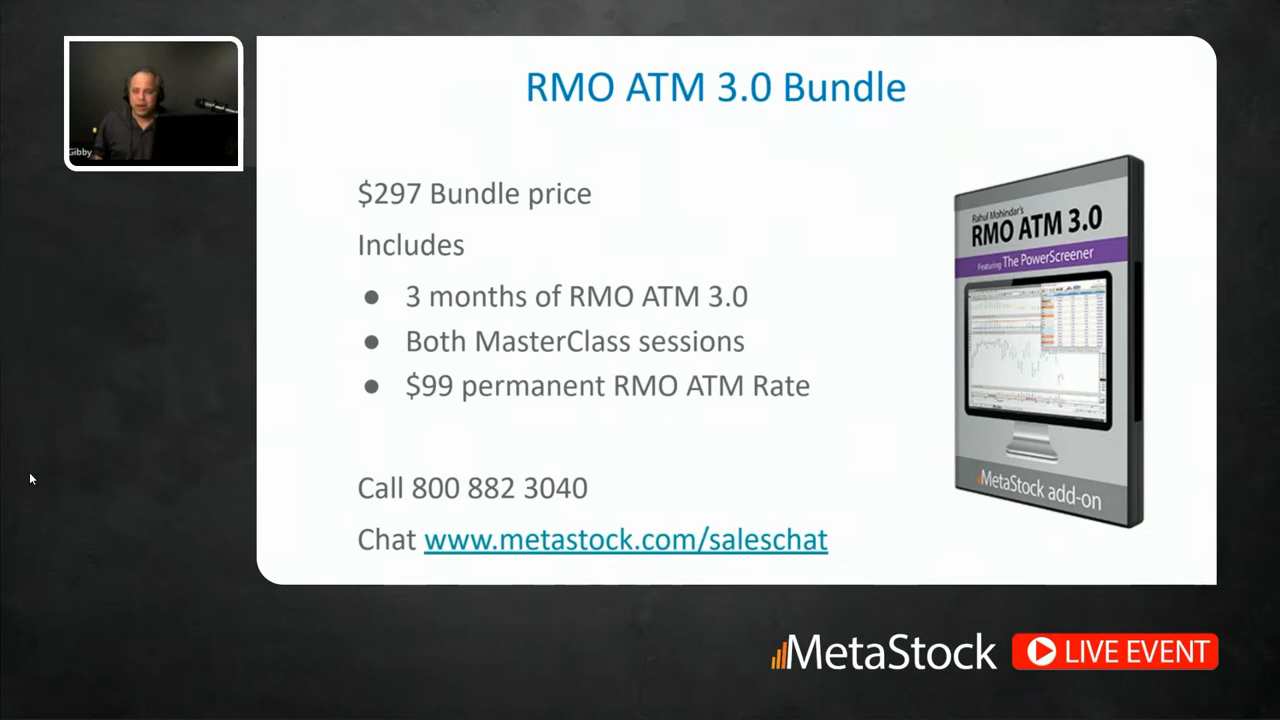 RMO ATM 3.0 Bundle
Gibby
$297 Bundle price
Includes
● 3 months of RMO ATM 3.0
● Both MasterClass sessions
● $99 permanent RMO ATM Rate
Call 800 882 3040
Chat www.metastock.com/saleschat
Rahul Mohindar's
RMO ATM 3.0
Featuring The PowerScreener
MetaStock add-on
MetaStock LIVE EVENT